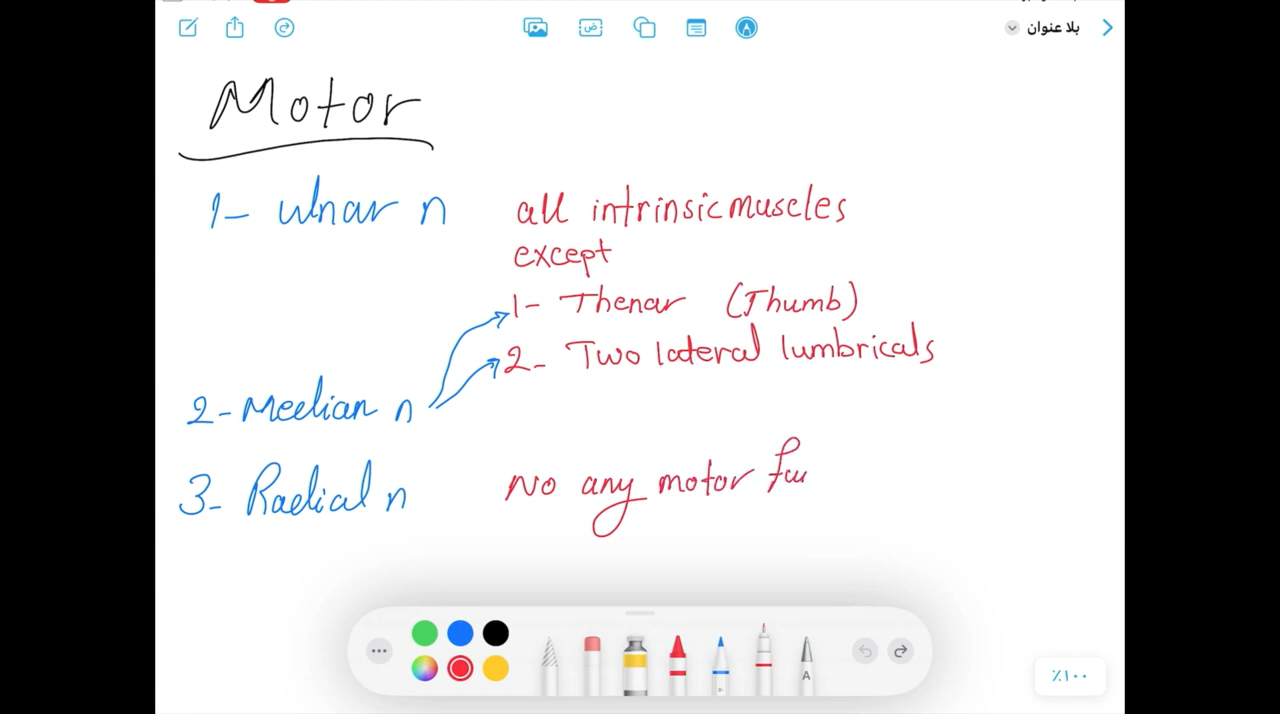 بلا عنوان
Motor
1- ulnar n all intrinsic muscles
except
1- Thenar (Thumb)
2- Two lateral lumbricals
2- Median n
3- Radial n No any motor fu
A
٪١٠٠